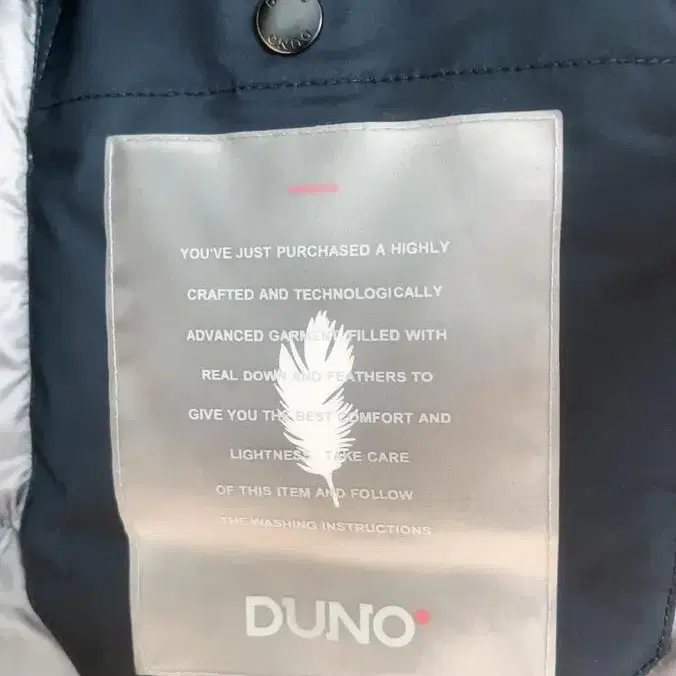 YOU'VE JUST PURCHASED A HIGHLY
CRAFTED AND TECHNOLOGICALLY
ADVANCED GARMENT FILLED WITH
REAL DOWN AND FEATHERS TO
GIVE YOU THE BEST COMFORT AND
LIGHTNESS TAKE CARE
OF THIS ITEM AND FOLLOW
THE WASHING INSTRUCTIONS
DUNO